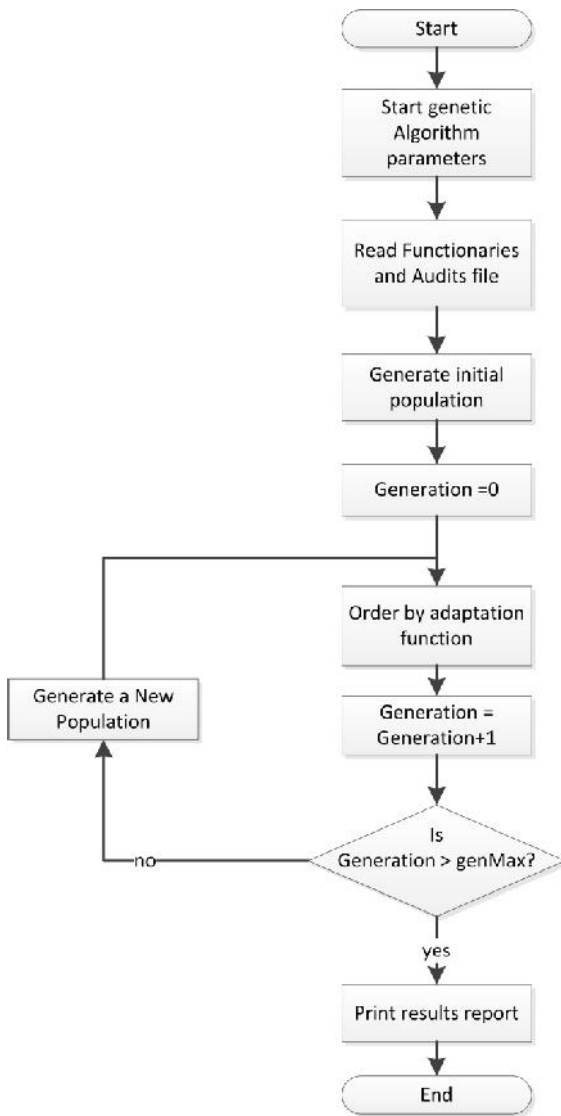 Start
Start genetic
Algorithm
parameters
Read Functionaries
and Audits file
Generate initial
population
Generation =0
Order by adaptation
function
Generate a New
Population
Generation =
Generation+1
Is
Generation > genMax?
no
yes
Print results report
End